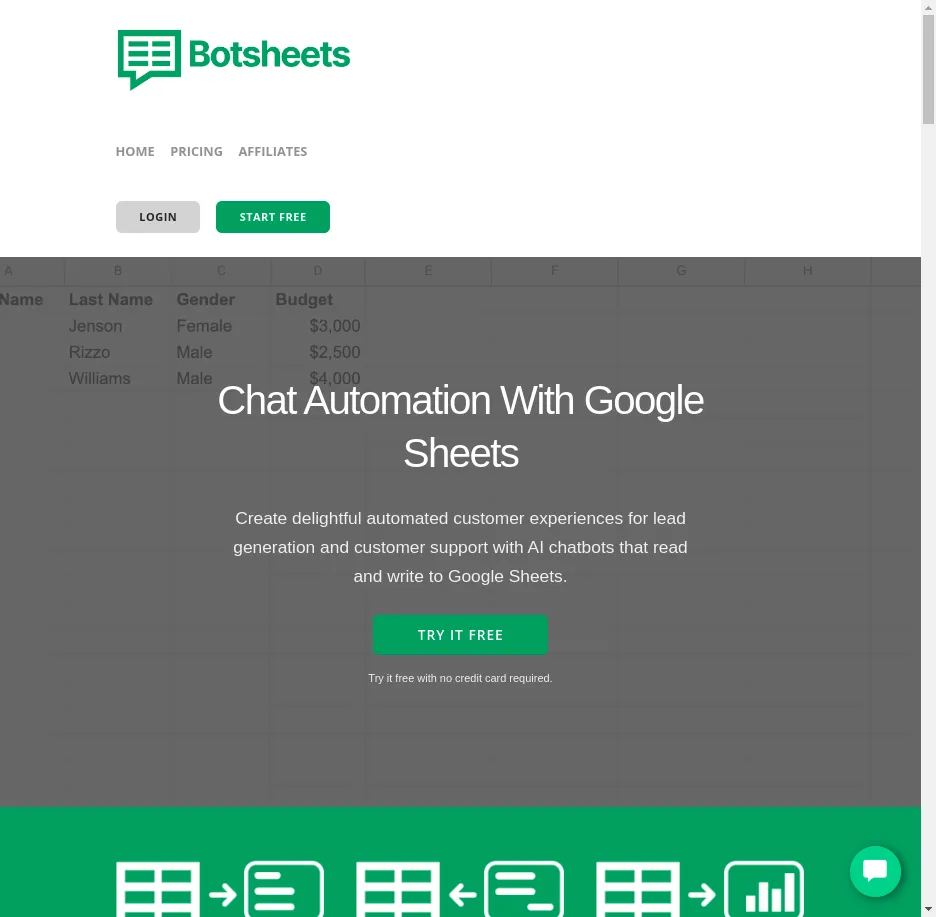 Botsheets
HOME PRICING AFFILIATES
LOGIN START FREE
A B C D E F G H
Name Last Name Gender Budget
Jenson Female $3,000
Rizzo Male $2,500
Williams Male $4,000
Chat Automation With Google
Sheets
Create delightful automated customer experiences for lead
generation and customer support with AI chatbots that read
and write to Google Sheets.
TRY IT FREE
Try it free with no credit card required.